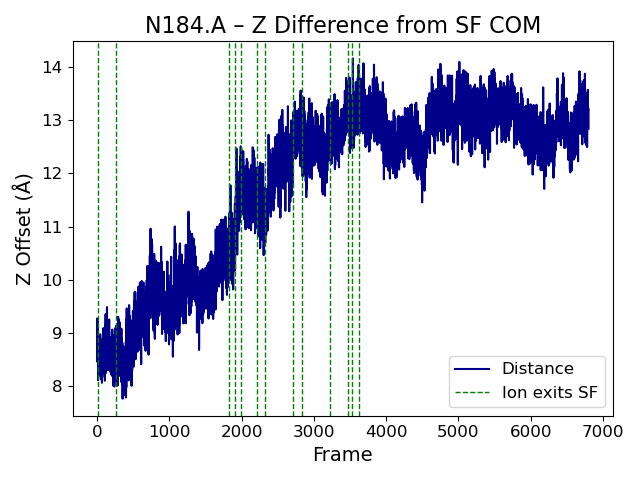 N184.A – Z Difference from SF COM
Z Offset (Å)
14
13
12
11
10
9
8
Distance
Ion exits SF
0 1000 2000 3000 4000 5000 6000 7000
Frame